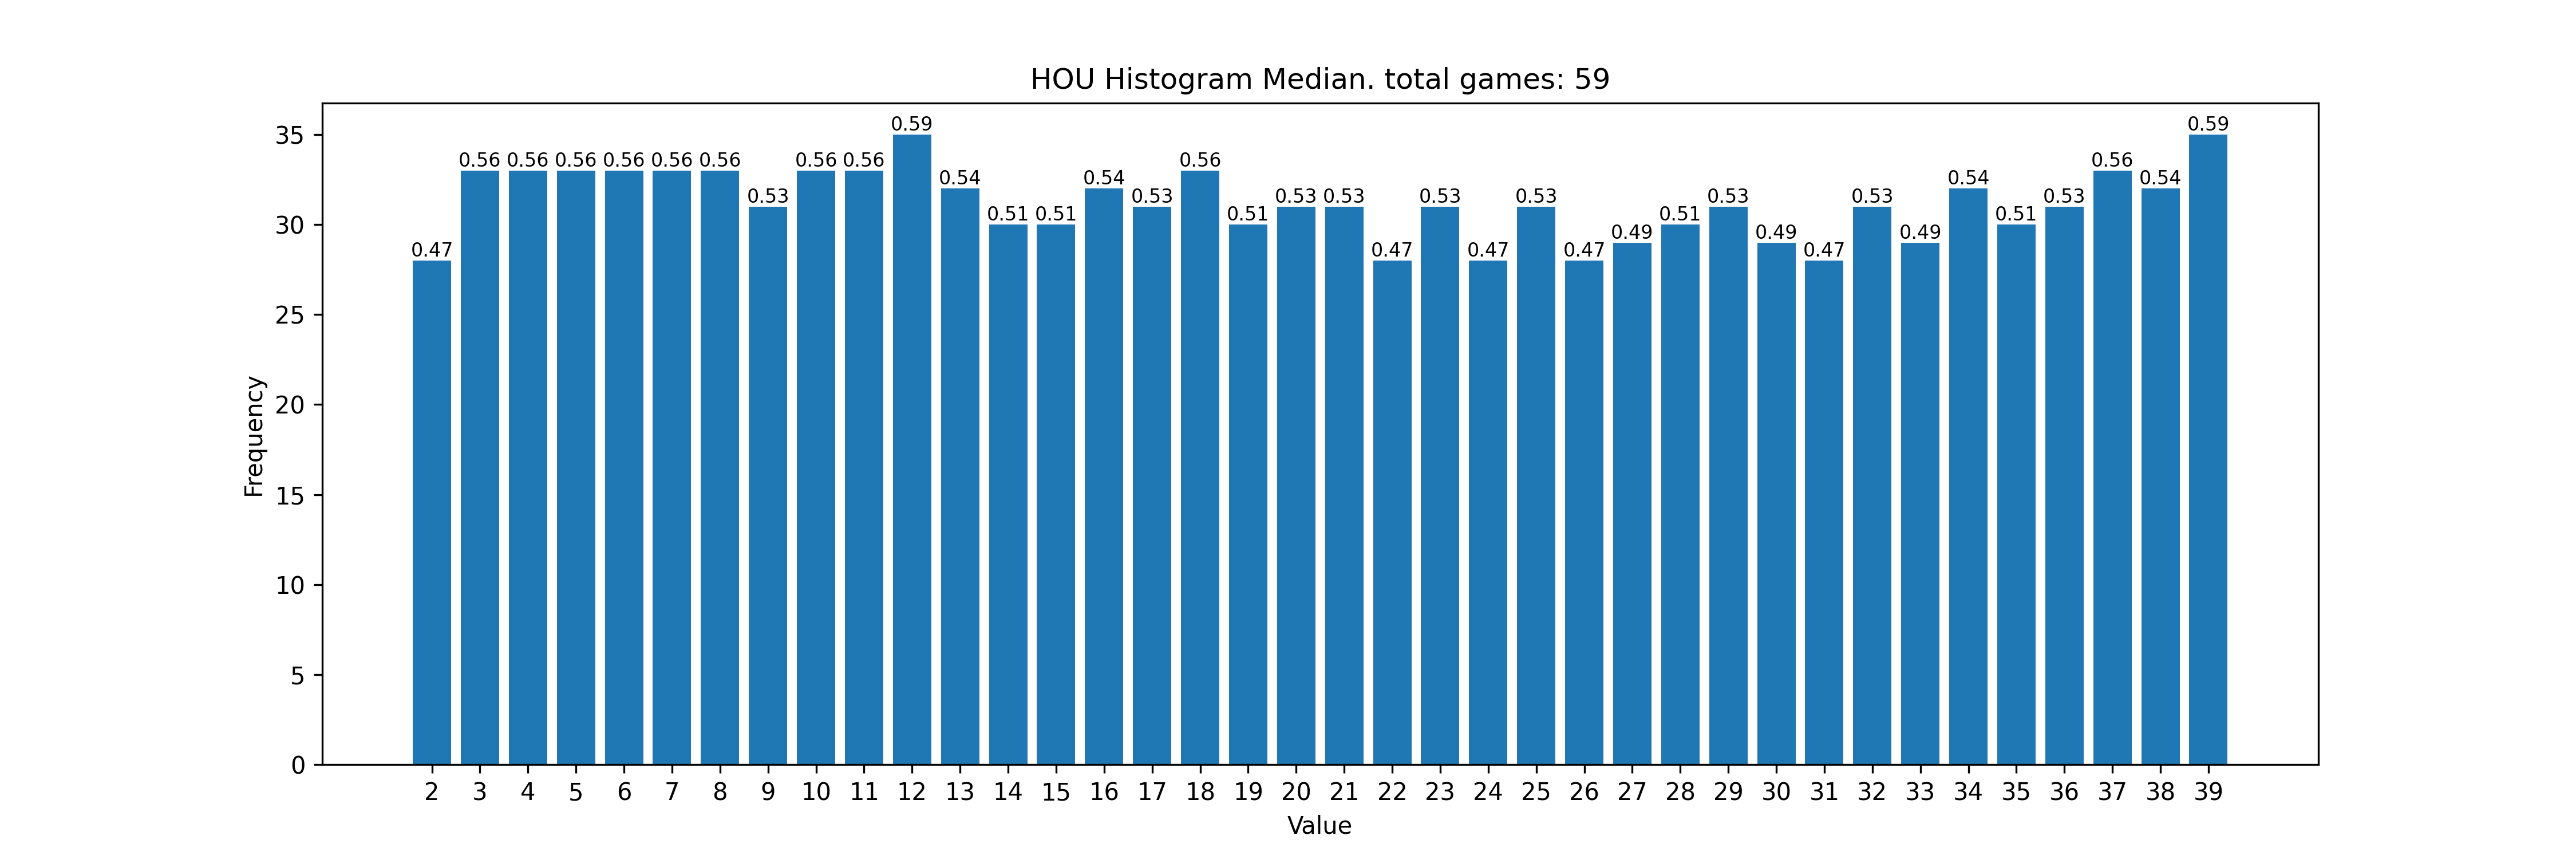 HOU Histogram Median. total games: 59
35
30
25
20
15
10
5
0
Frequency
0.47 0.56 0.56 0.56 0.56 0.56 0.56 0.53 0.56 0.56 0.59 0.54 0.51 0.51 0.54 0.53 0.56 0.51 0.53 0.53 0.47 0.53 0.47 0.53 0.47 0.49 0.51 0.53 0.49 0.47 0.53 0.49 0.54 0.51 0.53 0.56 0.54 0.59
2 3 4 5 6 7 8 9 10 11 12 13 14 15 16 17 18 19 20 21 22 23 24 25 26 27 28 29 30 31 32 33 34 35 36 37 38 39
Value